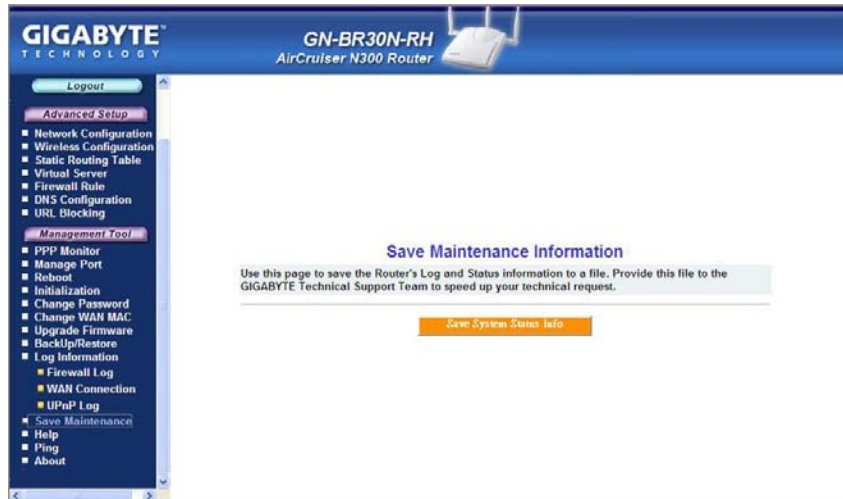 GIGABYTE™
TECHNOLOGY
GN-BR30N-RH
AirCruiser N300 Router
Logout
Advanced Setup
Network Configuration
Wireless Configuration
Static Routing Table
Virtual Server
Firewall Rule
DNS Configuration
URL Blocking
Management Tool
PPP Monitor
Manage Port
Reboot
Initialization
Change Password
Change WAN MAC
Upgrade Firmware
BackUp/Restore
Log Information
Firewall Log
WAN Connection
UPnP Log
Save Maintenance
Help
Ping
About
Save Maintenance Information
Use this page to save the Router's Log and Status information to a file. Provide this file to the
GIGABYTE Technical Support Team to speed up your technical request.
Save System Status Info